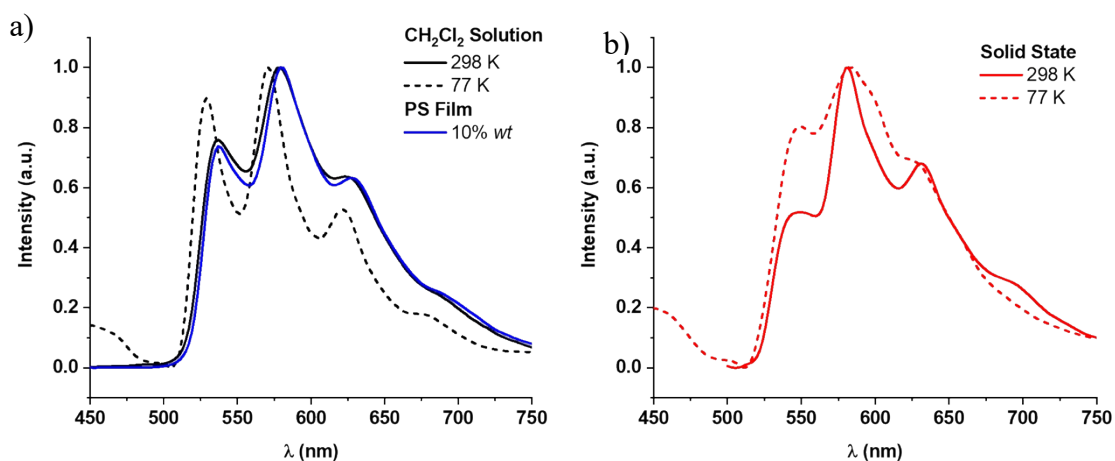 a)
CH2Cl2 Solution
298 K
77 K
PS Film
10% wt
1.0
0.8
0.6
0.4
0.2
0.0
Intensity (a.u.)
450 500 550 600 650 700 750
λ (nm)
b)
Solid State
298 K
77 K
1.0
0.8
0.6
0.4
0.2
0.0
Intensity (a.u.)
450 500 550 600 650 700 750
λ (nm)